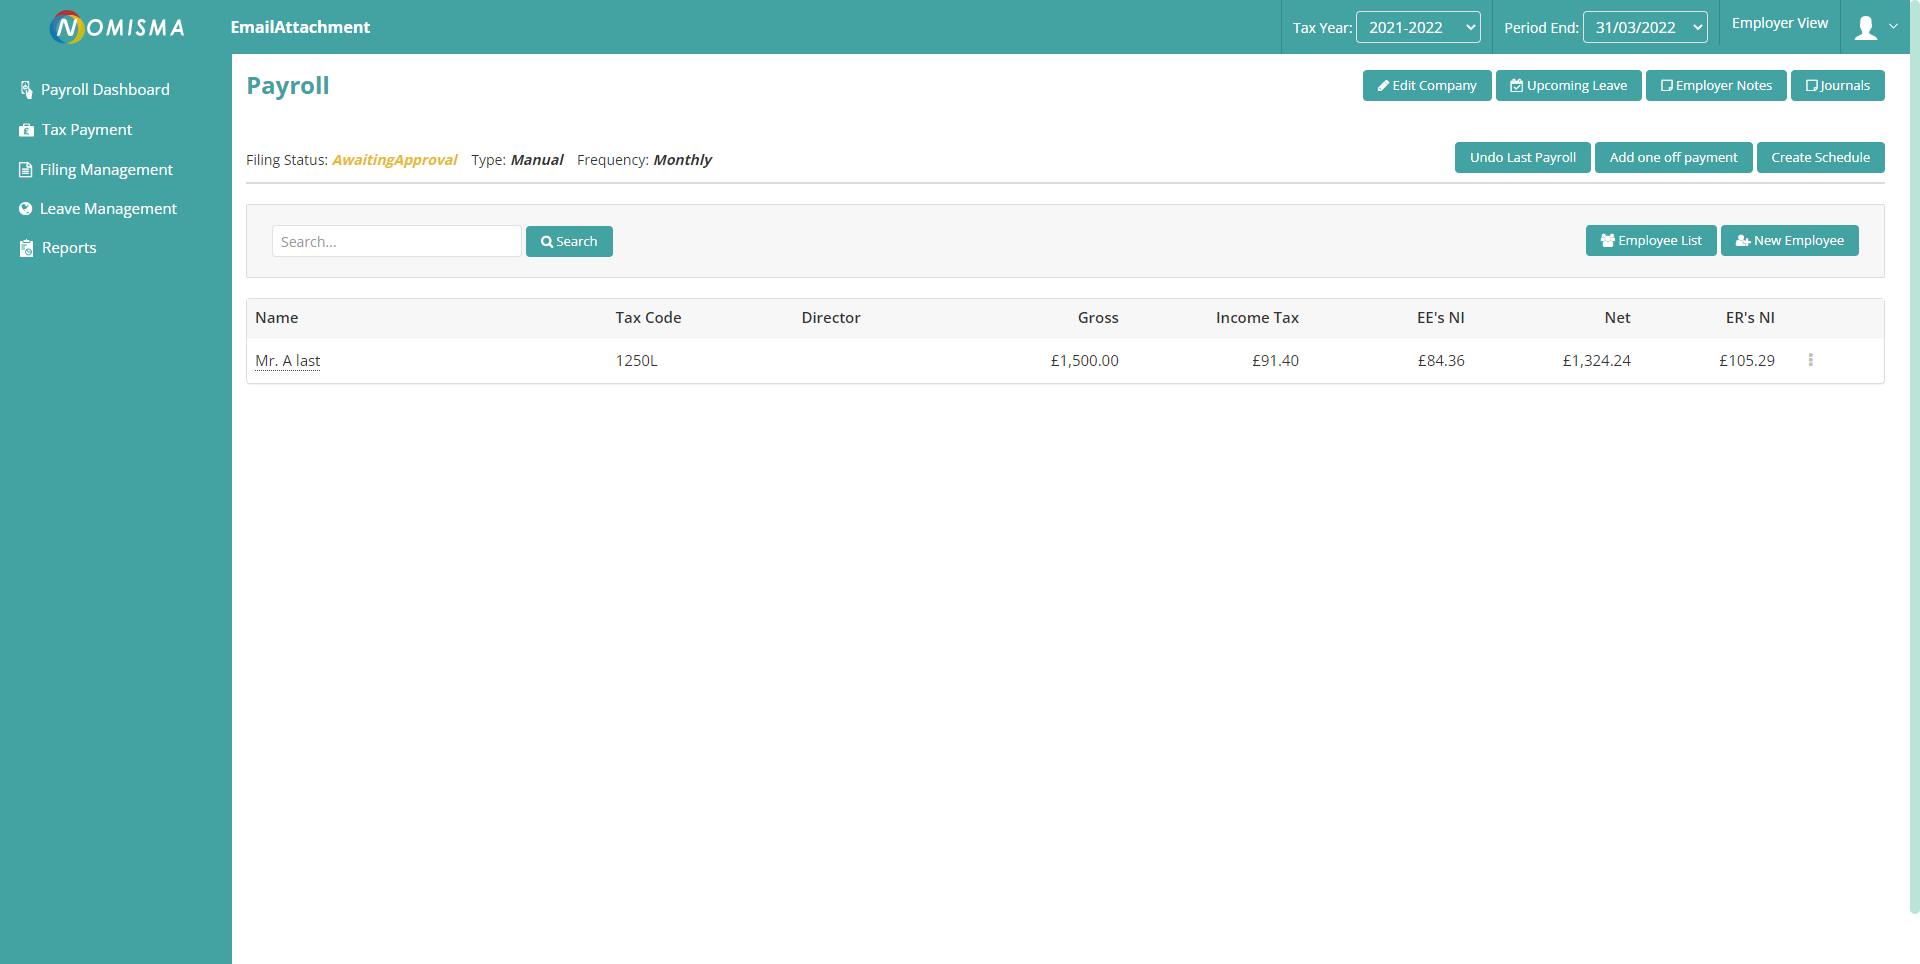 NOMISMA EmailAttachment Tax Year: 2021-2022 Period End: 31/03/2022 Employer View
Payroll Dashboard
Tax Payment
Filing Management
Leave Management
Reports
Payroll Edit Company Upcoming Leave Employer Notes Journals
Filing Status: AwaitingApproval Type: Manual Frequency: Monthly Undo Last Payroll Add one off payment Create Schedule
Search... Search Employee List New Employee
Name Tax Code Director Gross Income Tax EE's NI Net ER's NI
Mr. A last 1250L £1,500.00 £91.40 £84.36 £1,324.24 £105.29